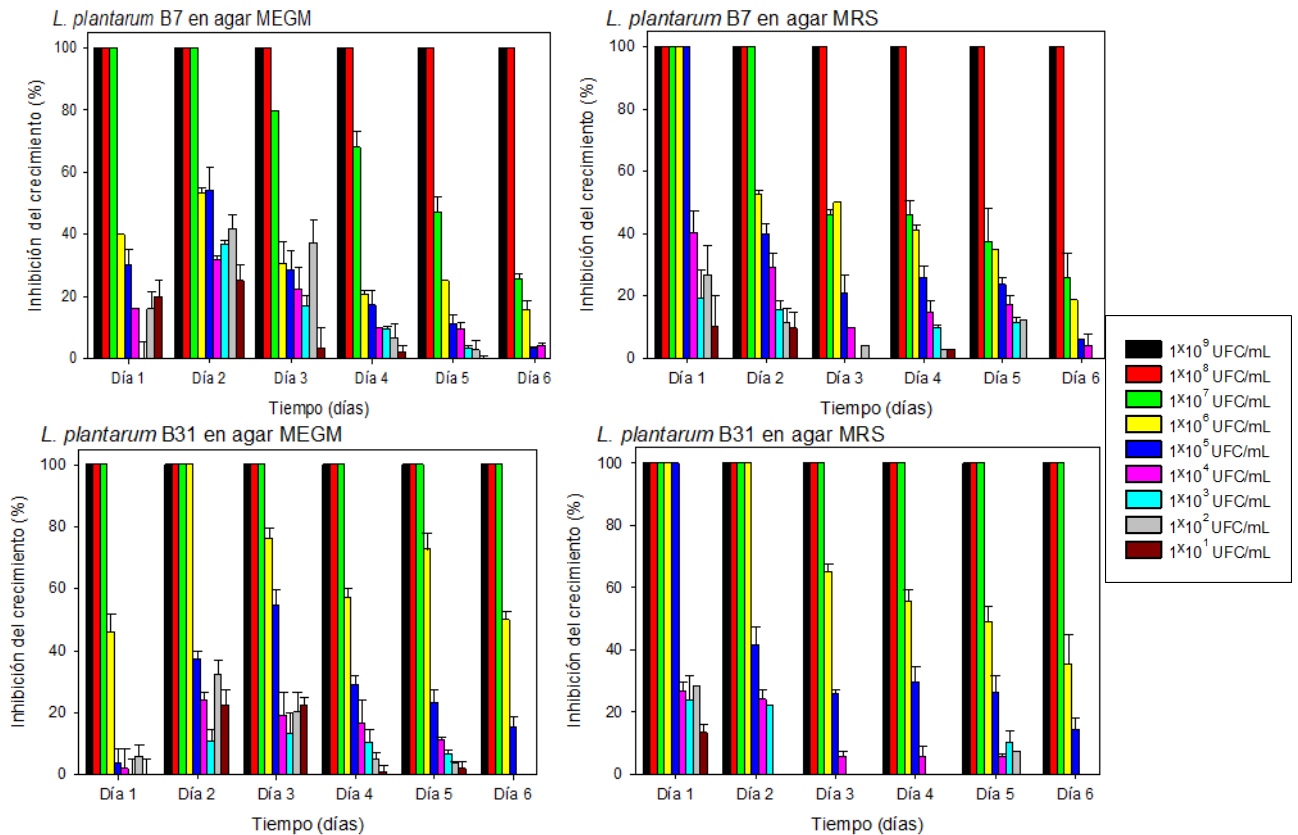 L. plantarum B7 en agar MEGM
Inhibición del crecimiento (%)
100
80
60
40
20
0
Día 1 Día 2 Día 3 Día 4 Día 5 Día 6
Tiempo (días)
L. plantarum B7 en agar MRS
Inhibición del crecimiento (%)
100
80
60
40
20
0
Día 1 Día 2 Día 3 Día 4 Día 5 Día 6
Tiempo (días)
L. plantarum B31 en agar MEGM
Inhibición del crecimiento (%)
100
80
60
40
20
0
Día 1 Día 2 Día 3 Día 4 Día 5 Día 6
Tiempo (días)
L. plantarum B31 en agar MRS
Inhibición del crecimiento (%)
100
80
60
40
20
0
Día 1 Día 2 Día 3 Día 4 Día 5 Día 6
Tiempo (días)
1x10⁹ UFC/mL
1x10⁸ UFC/mL
1x10⁷ UFC/mL
1x10⁶ UFC/mL
1x10⁵ UFC/mL
1x10⁴ UFC/mL
1x10³ UFC/mL
1x10² UFC/mL
1x10¹ UFC/mL